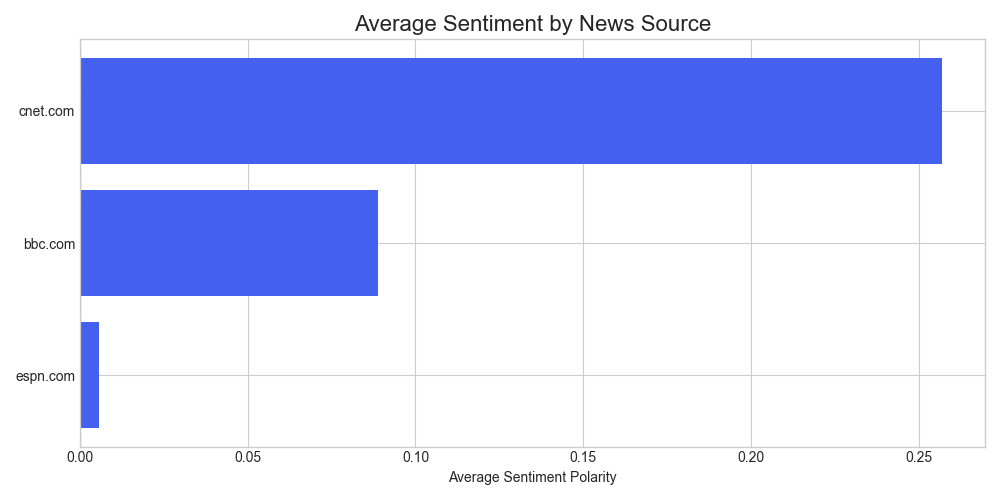 Average Sentiment by News Source
cnet.com
bbc.com
espn.com
0.00 0.05 0.10 0.15 0.20 0.25
Average Sentiment Polarity